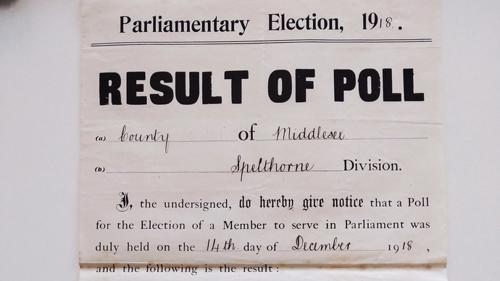 Parliamentary Election, 1918.
RESULT OF POLL
(a) County of Middlesex
(b) Spelthorne Division.
I, the undersigned, do hereby give notice that a Poll
for the Election of a Member to serve in Parliament was
duly held on the 14th day of December 1918,
and the following is the result: